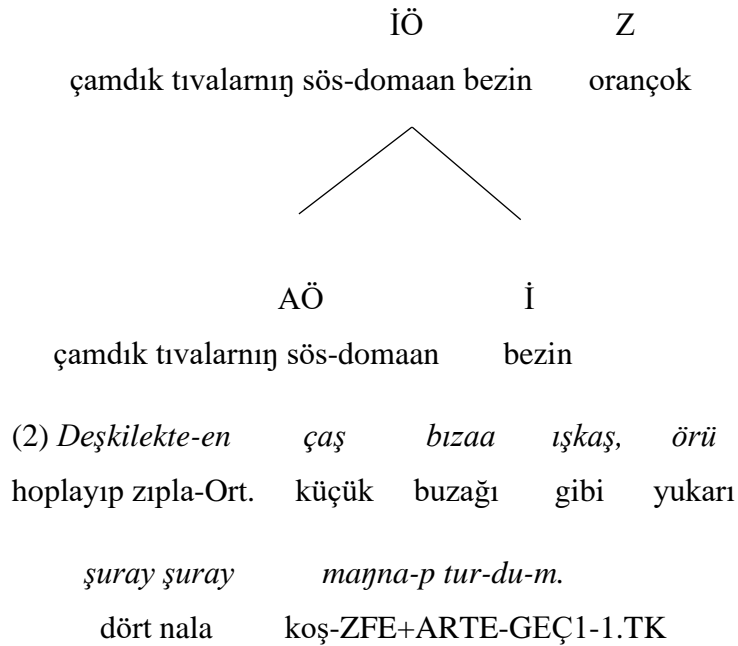 İÖ Z
çamdık tıvalarnıŋ sös-domaan bezin orançok
AÖ İ
çamdık tıvalarnıŋ sös-domaan bezin
(2) Deşkilekte-en çaş bızaa ışkaş, örü
hoplayıp zıpla-Ort. küçük buzağı gibi yukarı
şuray şuray maŋna-p tur-du-m.
dört nala koş-ZFE+ARTE-GEÇ1-1.TK